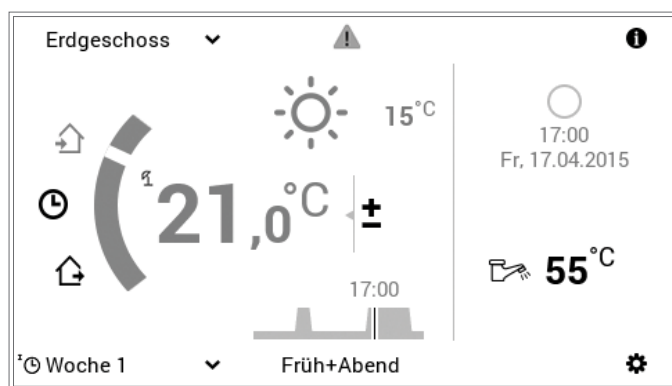 Erdgeschoss
15°C
17:00
Fr, 17.04.2015
21,0°C
±
55°C
17:00
Woche 1 Früh+Abend